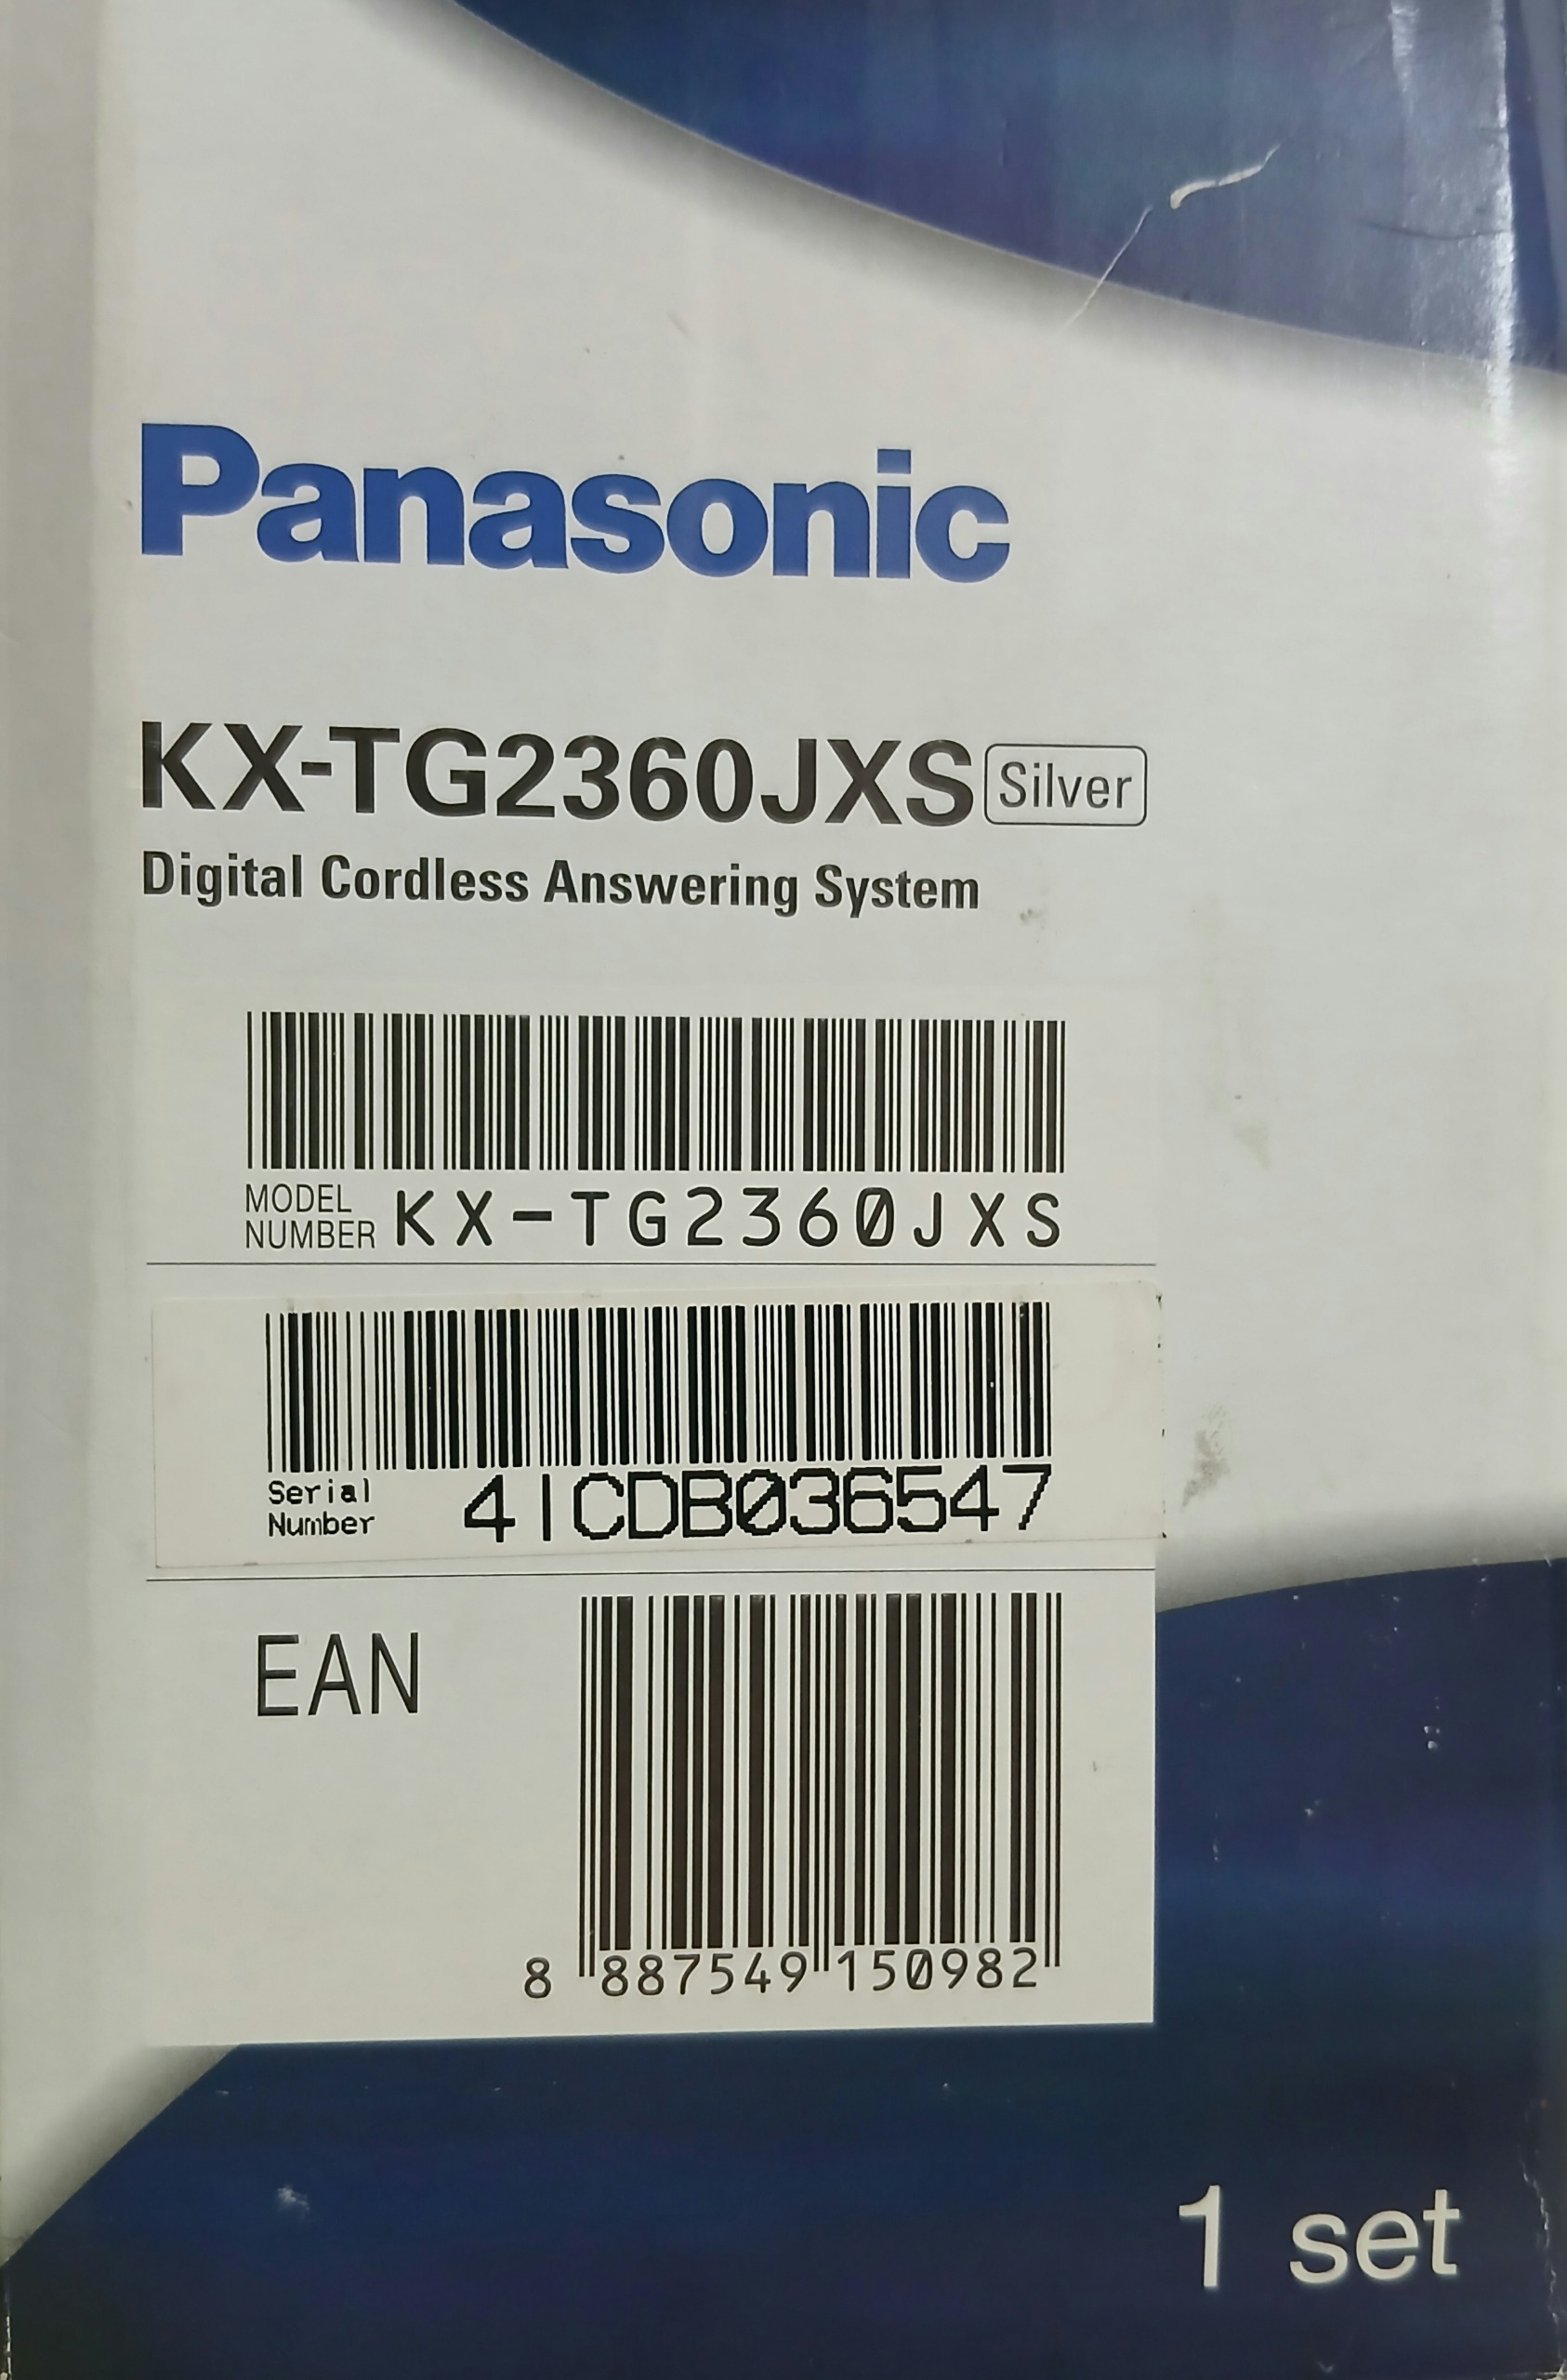 Panasonic
KX-TG2360JXS Silver
Digital Cordless Answering System
MODEL
NUMBER KX-TG2360JXS
Serial
Number 4ICDB036547
EAN
8 887549 150982
1 set